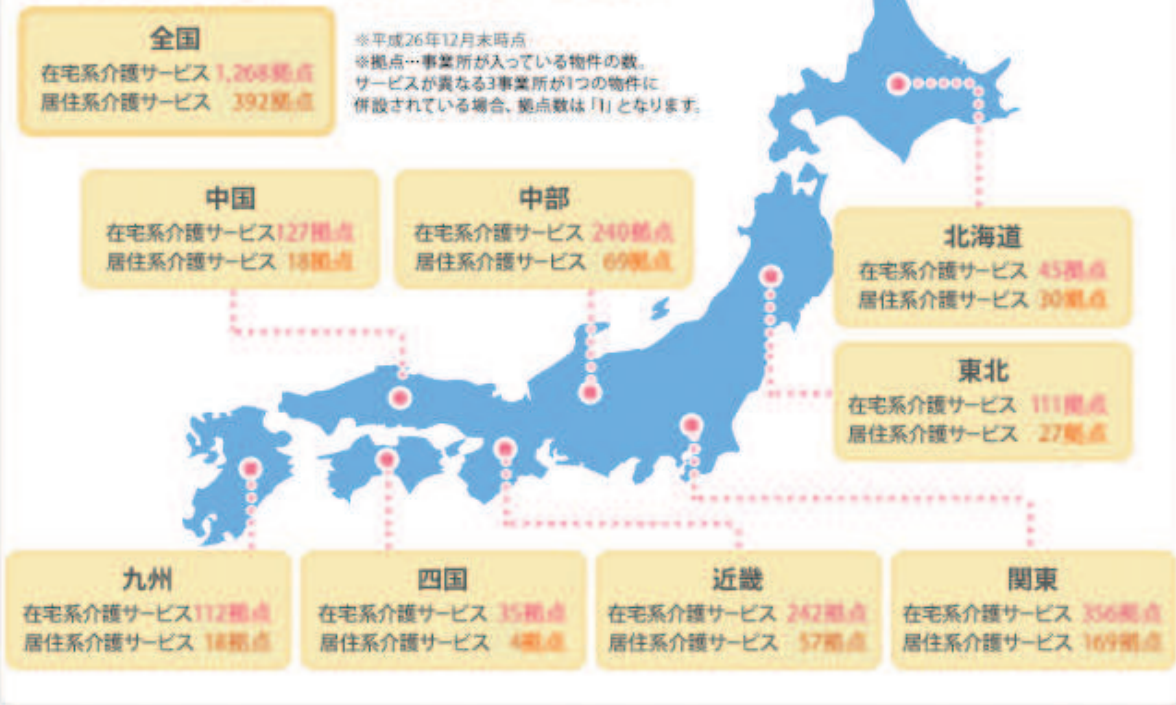 全国
在宅系介護サービス 1,268拠点
居住系介護サービス 392拠点
※平成26年12月末時点
※拠点…事業所が入っている物件の数。
サービスが異なる3事業所が1つの物件に
併設されている場合、拠点数は「1」となります。
中国
在宅系介護サービス127拠点
居住系介護サービス 18拠点
中部
在宅系介護サービス 240拠点
居住系介護サービス 69拠点
北海道
在宅系介護サービス 45拠点
居住系介護サービス 30拠点
東北
在宅系介護サービス 111拠点
居住系介護サービス 27拠点
九州
在宅系介護サービス112拠点
居住系介護サービス 18拠点
四国
在宅系介護サービス 35拠点
居住系介護サービス 4拠点
近畿
在宅系介護サービス 242拠点
居住系介護サービス 57拠点
関東
在宅系介護サービス 356拠点
居住系介護サービス 169拠点